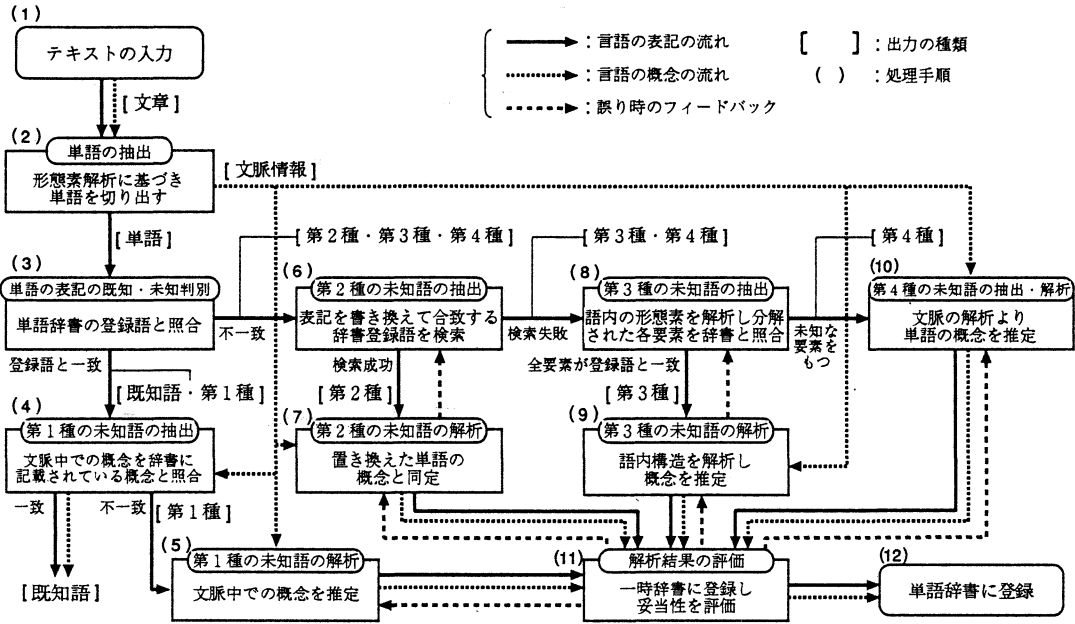 (1)
テキストの入力
[文章]
：言語の表記の流れ
：言語の概念の流れ
：誤り時のフィードバック
[ ]：出力の種類
( )：処理手順
(2)
単語の抽出
形態素解析に基づき
単語を切り出す
[文脈情報]
[単語]
(3)
単語の表記の既知・未知判別
単語辞書の登録語と照合
不一致
登録語と一致
[既知語・第1種]
[第2種・第3種・第4種]
(6)
第2種の未知語の抽出
表記を書き換えて合致する
辞書登録語を検索
検索失敗
検索成功
[第2種]
[第3種・第4種]
(8)
第3種の未知語の抽出
語内の形態素を解析し分解
された各要素を辞書と照合
未知な
要素を
もつ
全要素が登録語と一致
[第3種]
[第4種]
(10)
第4種の未知語の抽出・解析
文脈の解析より
単語の概念を推定
(4)
第1種の未知語の抽出
文脈中での概念を辞書に
記載されている概念と照合
一致
不一致
[第1種]
[既知語]
(7)
第2種の未知語の解析
置き換えた単語の
概念と同定
(9)
第3種の未知語の解析
語内構造を解析し
概念を推定
(5)
第1種の未知語の解析
文脈中での概念を推定
(11)
解析結果の評価
一時辞書に登録し
妥当性を評価
(12)
単語辞書に登録